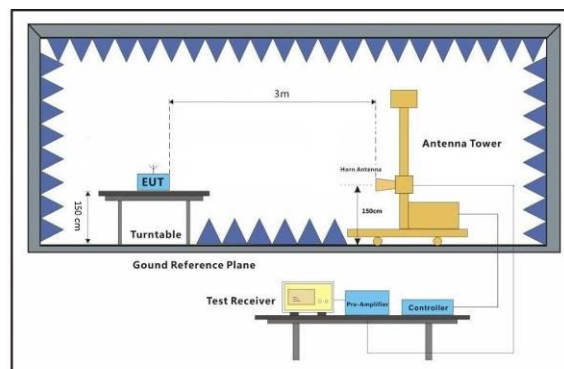 3m
Antenna Tower
Horn Antenna
EUT
150 cm
150cm
Turntable
Gound Reference Plane
Test Receiver
Pre-Amplifier
Controller